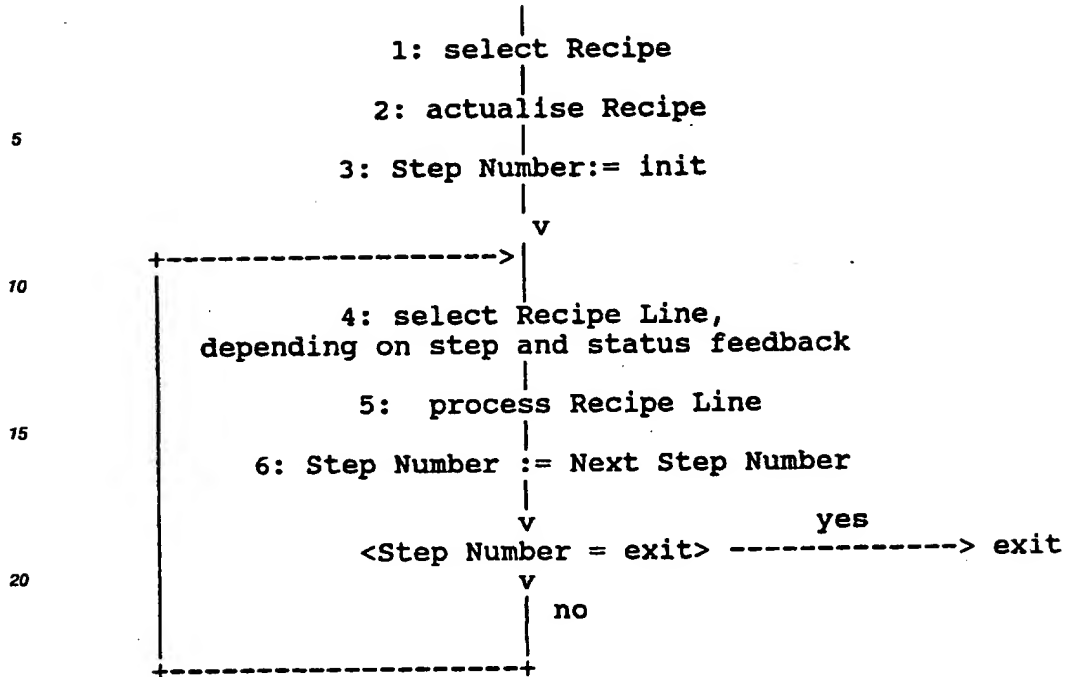 1: select Recipe
2: actualise Recipe
5
3: Step Number:= init
v
+---------------------->
10
4: select Recipe Line,
depending on step and status feedback
5: process Recipe Line
15
6: Step Number := Next Step Number
v yes
<Step Number = exit> --------------> exit
20
v
no
+------------------------+